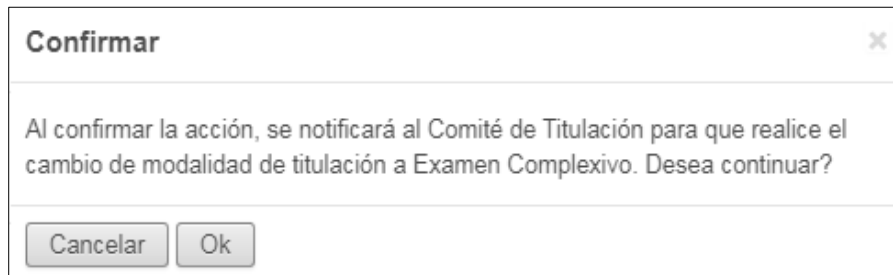 Confirmar
Al confirmar la acción, se notificará al Comité de Titulación para que realice el
cambio de modalidad de titulación a Examen Complexivo. Desea continuar?
Cancelar Ok